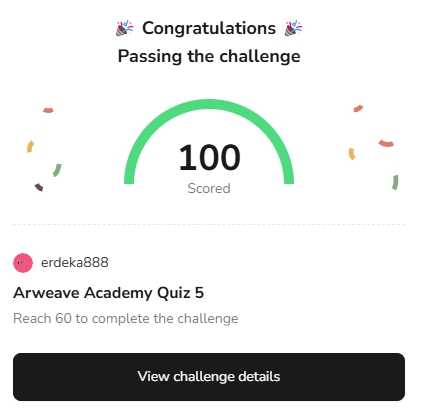 Congratulations
Passing the challenge
100
Scored
erdeka888
Arweave Academy Quiz 5
Reach 60 to complete the challenge
View challenge details